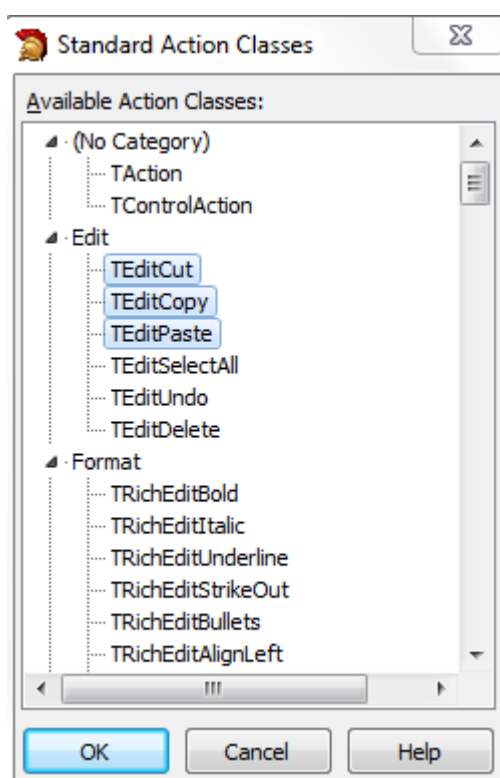 Standard Action Classes
Available Action Classes:
(No Category)
TAction
TControlAction
Edit
TEditCut
TEditCopy
TEditPaste
TEditSelectAll
TEditUndo
TEditDelete
Format
TRichEditBold
TRichEditItalic
TRichEditUnderline
TRichEditStrikeOut
TRichEditBullets
TRichEditAlignLeft
OK Cancel Help